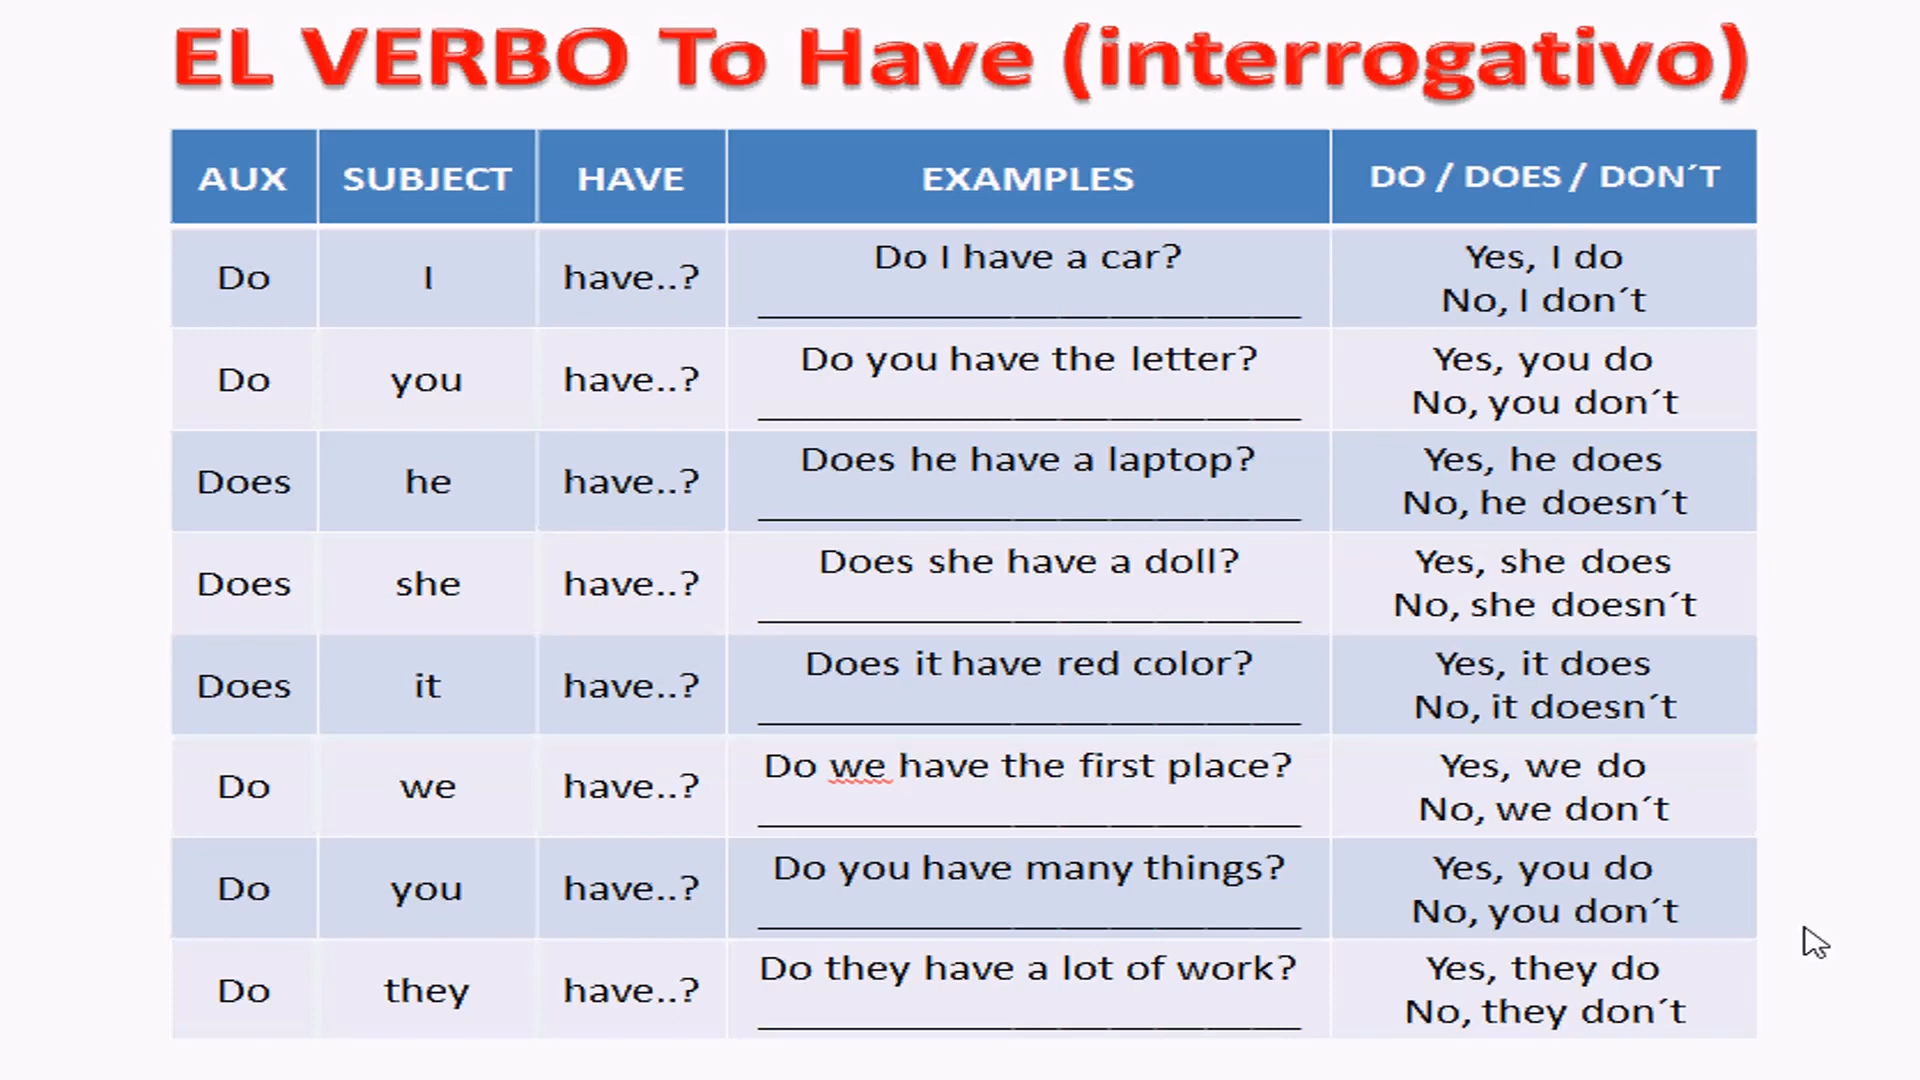 EL VERBO To Have (interrogativo)
AUX SUBJECT HAVE EXAMPLES DO / DOES / DON´T
Do I have..? Do I have a car? Yes, I do
No, I don´t
Do you have..? Do you have the letter? Yes, you do
No, you don´t
Does he have..? Does he have a laptop? Yes, he does
No, he doesn´t
Does she have..? Does she have a doll? Yes, she does
No, she doesn´t
Does it have..? Does it have red color? Yes, it does
No, it doesn´t
Do we have..? Do we have the first place? Yes, we do
No, we don´t
Do you have..? Do you have many things? Yes, you do
No, you don´t
Do they have..? Do they have a lot of work? Yes, they do
No, they don´t